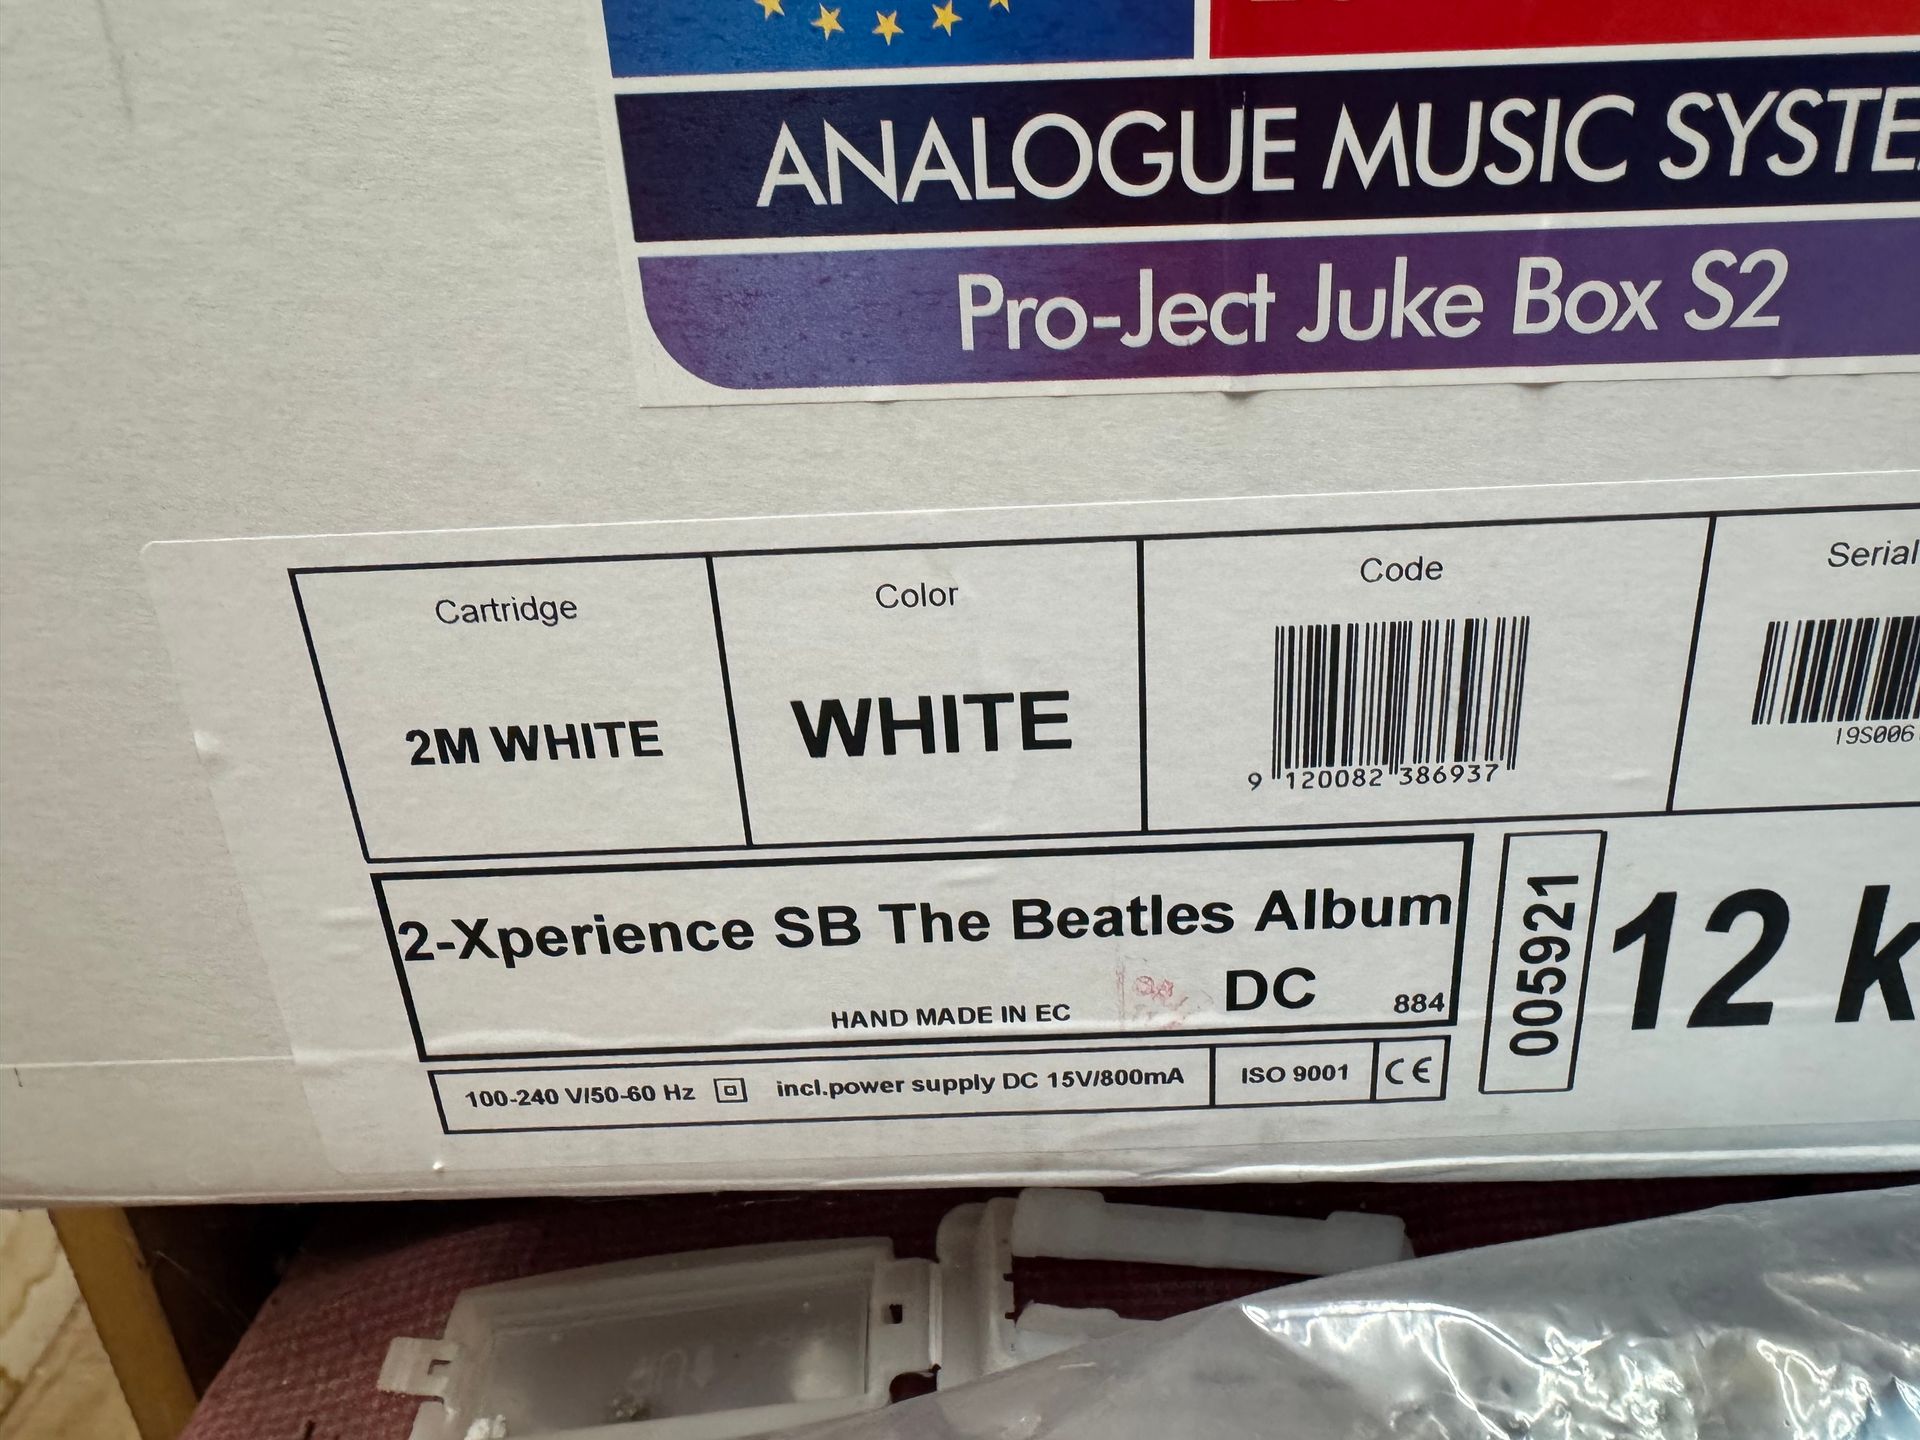 ANALOGUE MUSIC SYSTE
Pro-Ject Juke Box S2
Cartridge
Color
Code
Serial
2M WHITE
WHITE
9 120082 386937
19S006
2-Xperience SB The Beatles Album
HAND MADE IN EC
DC
884
005921
12 k
100-240 V/50-60 Hz
incl.power supply DC 15V/800mA
ISO 9001
CE